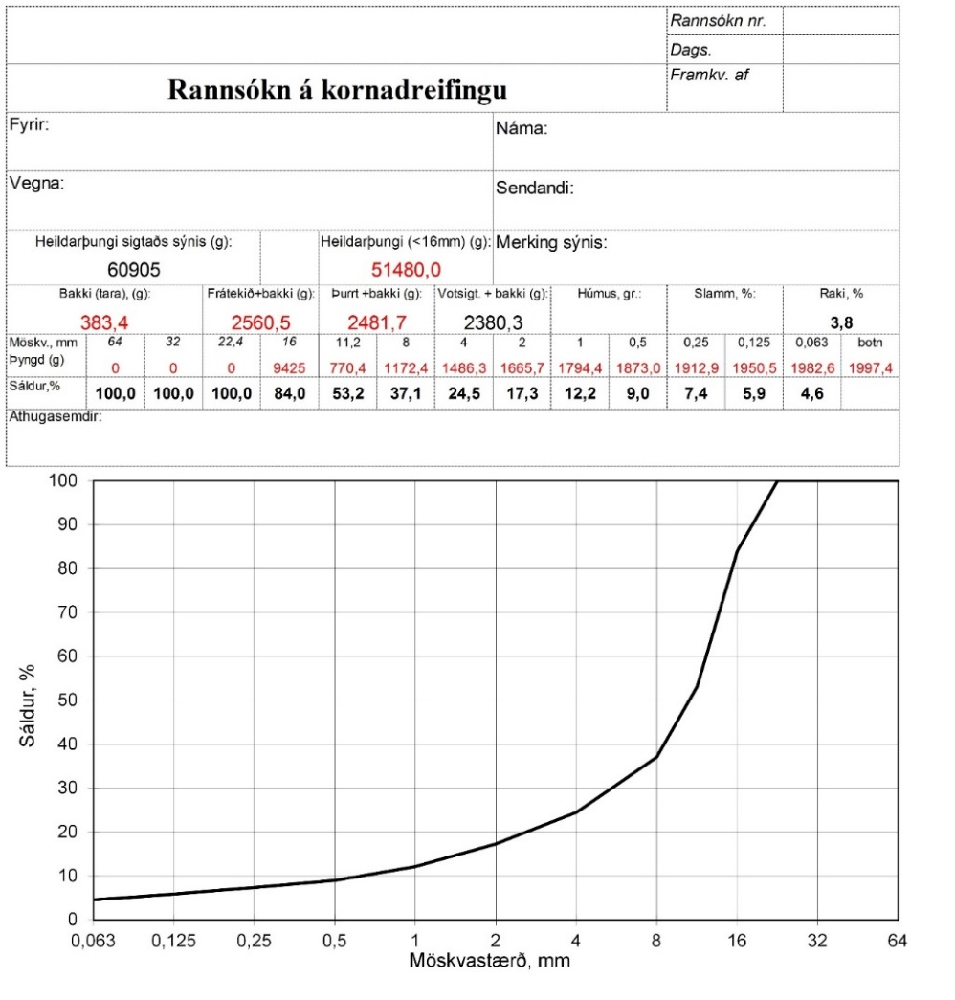 Rannsókn nr.
Dags.
Framkv. af
Rannsókn á kornadreifingu
Fyrir:
Náma:
Vegna:
Sendandi:
Heildarþungi sigtaðs sýnis (g): Heildarþungi (<16mm) (g): Merking sýnis:
60905 51480,0
Bakki (tara), (g): Frátekið+bakki (g): Þurrt +bakki (g): Votsigt. + bakki (g): Húmus, gr.: Slamm, %: Raki, %
383,4 2560,5 2481,7 2380,3 3,8
Möskv., mm 64 32 22,4 16 11,2 8 4 2 1 0,5 0,25 0,125 0,063 botn
Þyngd (g) 0 0 0 9425 770,4 1172,4 1486,3 1665,7 1794,4 1873,0 1912,9 1950,5 1982,6 1997,4
Sáldur,% 100,0 100,0 100,0 84,0 53,2 37,1 24,5 17,3 12,2 9,0 7,4 5,9 4,6
Athugasemdir:
100
90
80
70
60
50
40
30
20
10
0
Sáldur, %
0,063 0,125 0,25 0,5 1 2 4 8 16 32 64
Möskvastærð, mm